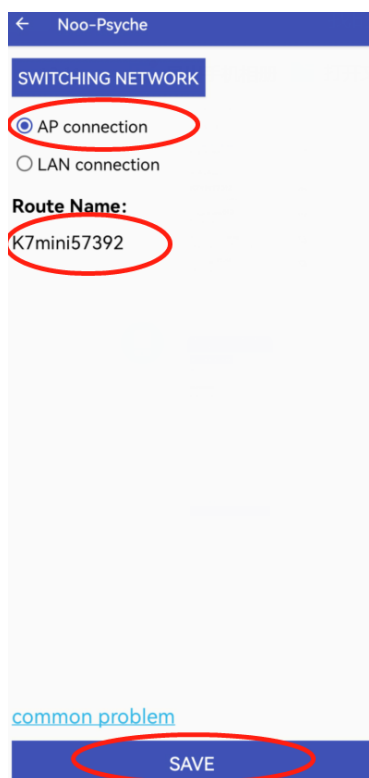 Noo-Psyche
SWITCHING NETWORK
AP connection
LAN connection
Route Name:
K7mini57392
common problem
SAVE